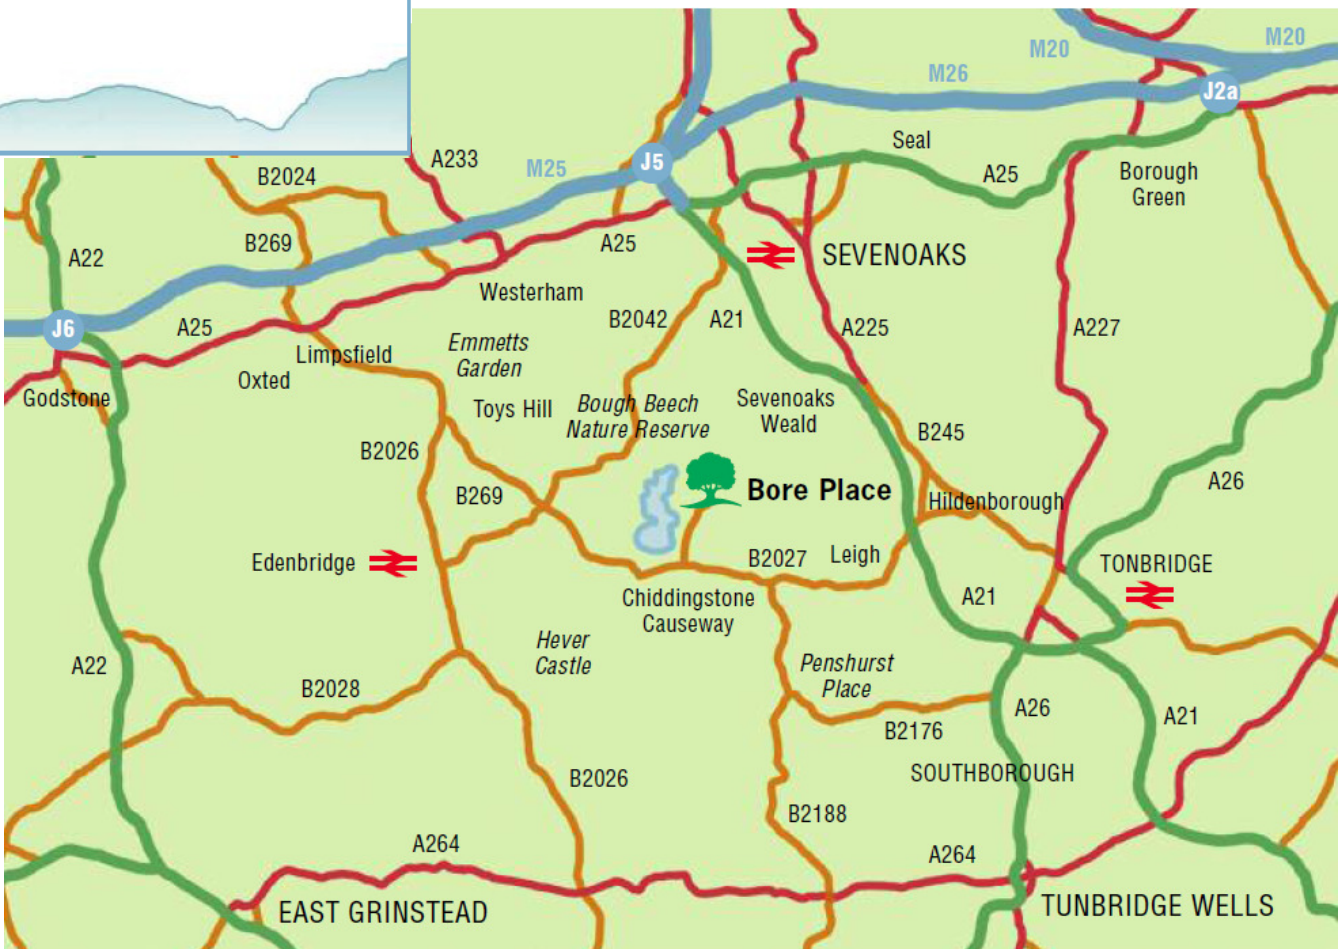 M20
M20
M26
J2a
Seal
A233
M25
J5
A25
Borough
Green
B2024
B269
A25
SEVENOAKS
A22
Westerham
J6
A25
B2042
A21
A225
A227
Limpsfield
Emmetts
Garden
Oxted
Godstone
Toys Hill
Bough Beech
Nature Reserve
Sevenoaks
Weald
B245
B2026
A26
B269
Bore Place
Hildenborough
Edenbridge
B2027
Leigh
TONBRIDGE
Chiddingstone
Causeway
A21
Hever
Castle
A22
Penshurst
Place
B2028
A26
A21
B2176
B2026
SOUTHBOROUGH
B2188
A264
A264
EAST GRINSTEAD
TUNBRIDGE WELLS